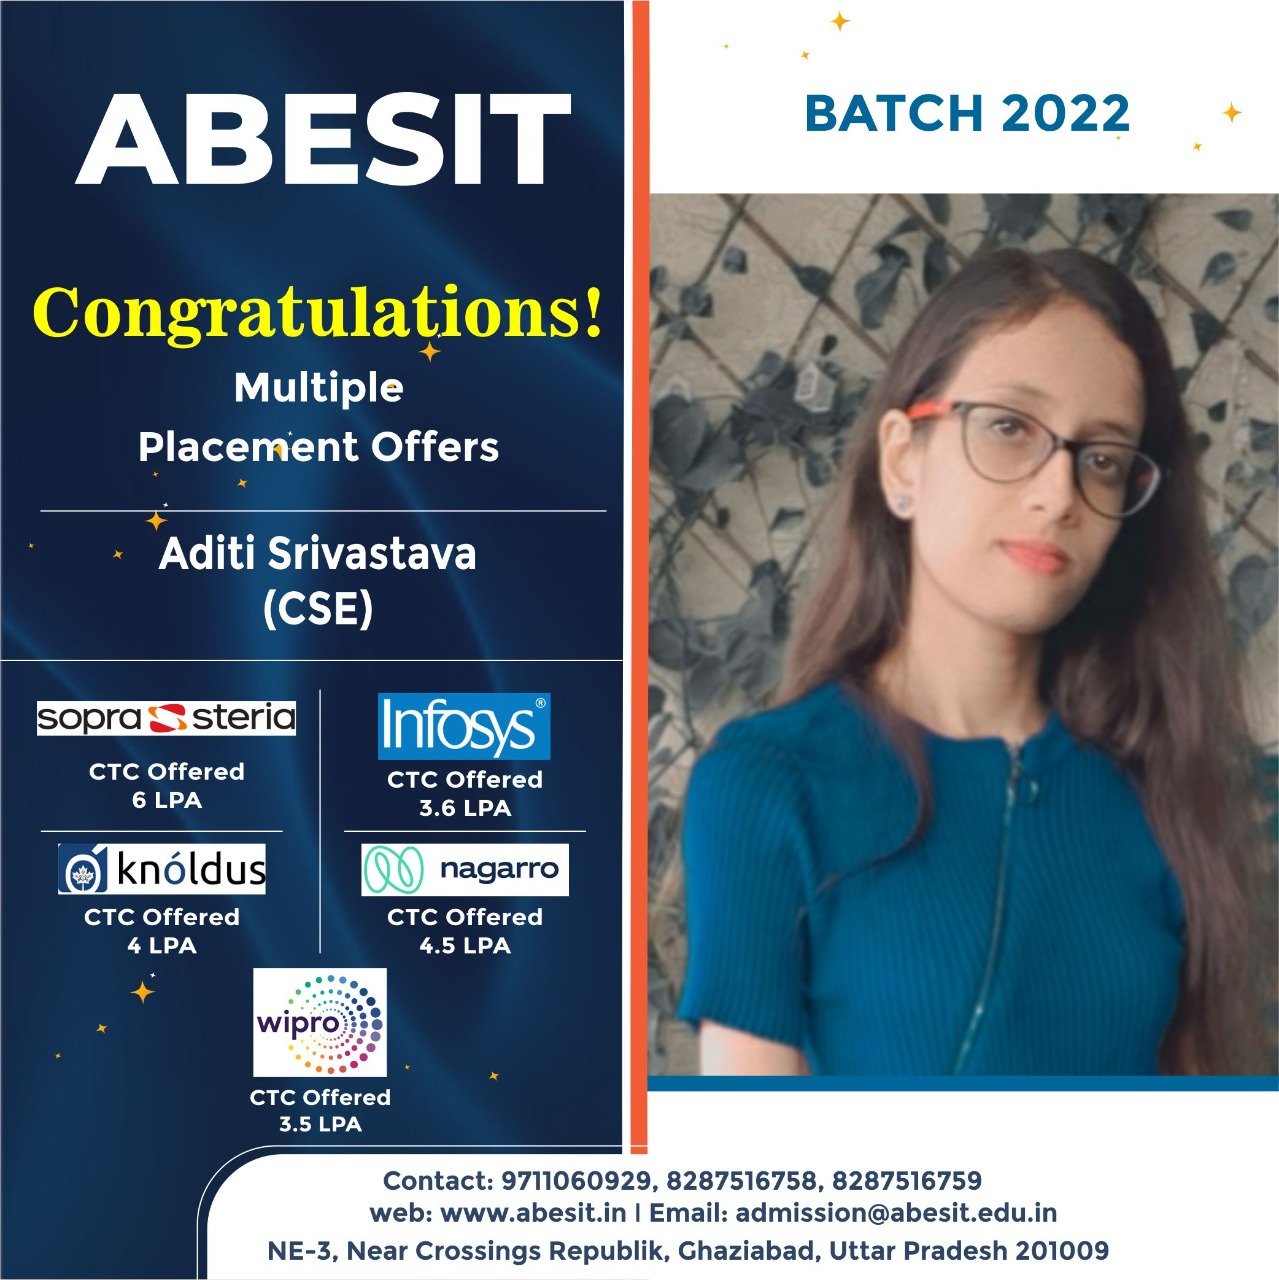 ABESIT
Congratulations!
Multiple
Placement Offers
Aditi Srivastava
(CSE)
sopra steria
CTC Offered
6 LPA
Infosys®
CTC Offered
3.6 LPA
knóldus
CTC Offered
4 LPA
nagarro
CTC Offered
4.5 LPA
wipro
CTC Offered
3.5 LPA
BATCH 2022
Contact: 9711060929, 8287516758, 8287516759
web: www.abesit.in | Email: admission@abesit.edu.in
NE-3, Near Crossings Republik, Ghaziabad, Uttar Pradesh 201009